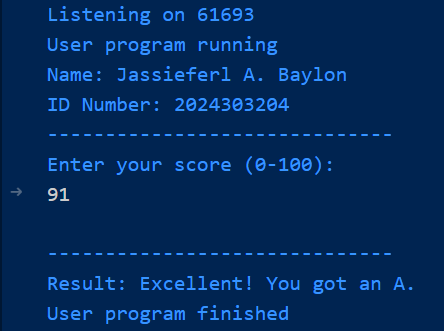 Listening on 61693
User program running
Name: Jassieferl A. Baylon
ID Number: 2024303204
------------------------------
Enter your score (0-100):
→ 91
------------------------------
Result: Excellent! You got an A.
User program finished